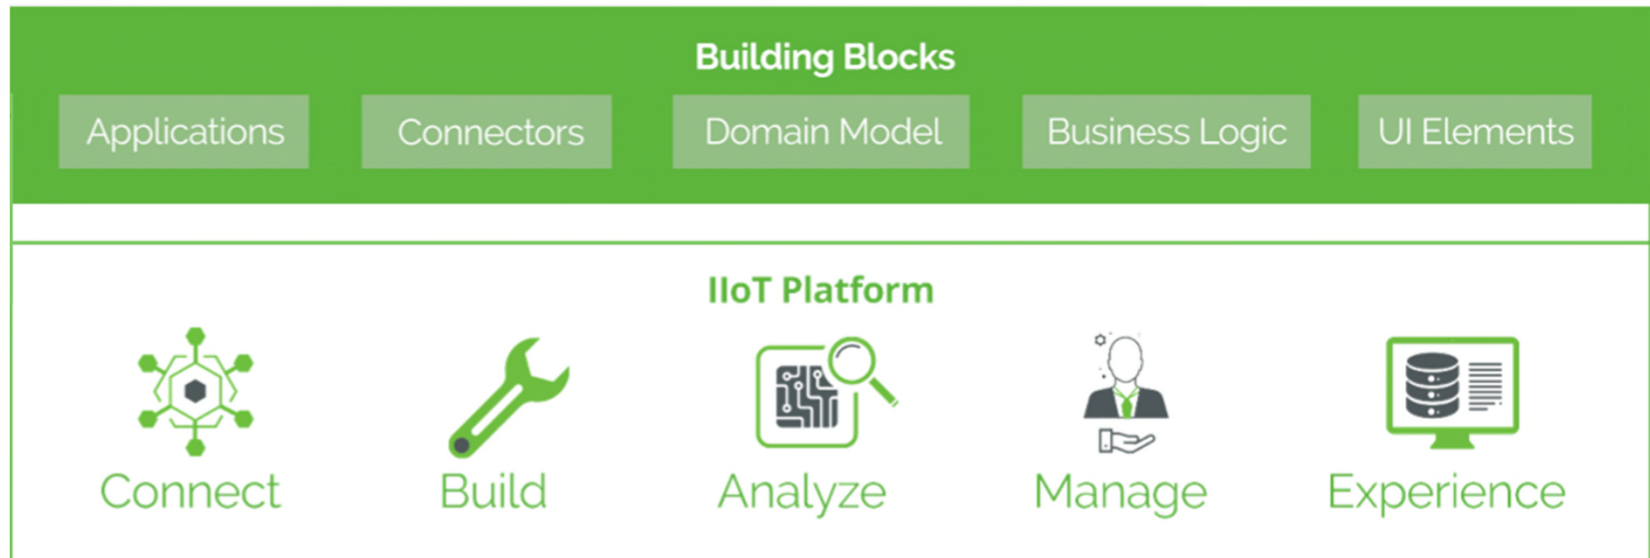 Building Blocks
Applications Connectors Domain Model Business Logic UI Elements
IIoT Platform
Connect Build Analyze Manage Experience